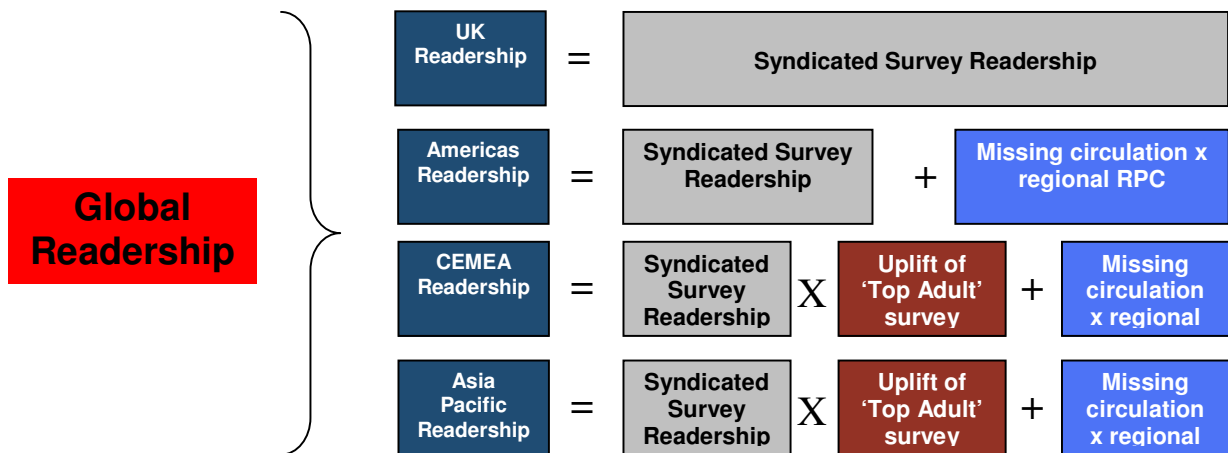 UK
Readership
=
Syndicated Survey Readership
Americas
Readership
=
Syndicated Survey
Readership
+
Missing circulation x
regional RPC
Global
Readership
CEMEA
Readership
=
Syndicated
Survey
Readership
X
Uplift of
‘Top Adult’
survey
+
Missing
circulation
x regional
Asia
Pacific
Readership
=
Syndicated
Survey
Readership
X
Uplift of
‘Top Adult’
survey
+
Missing
circulation
x regional